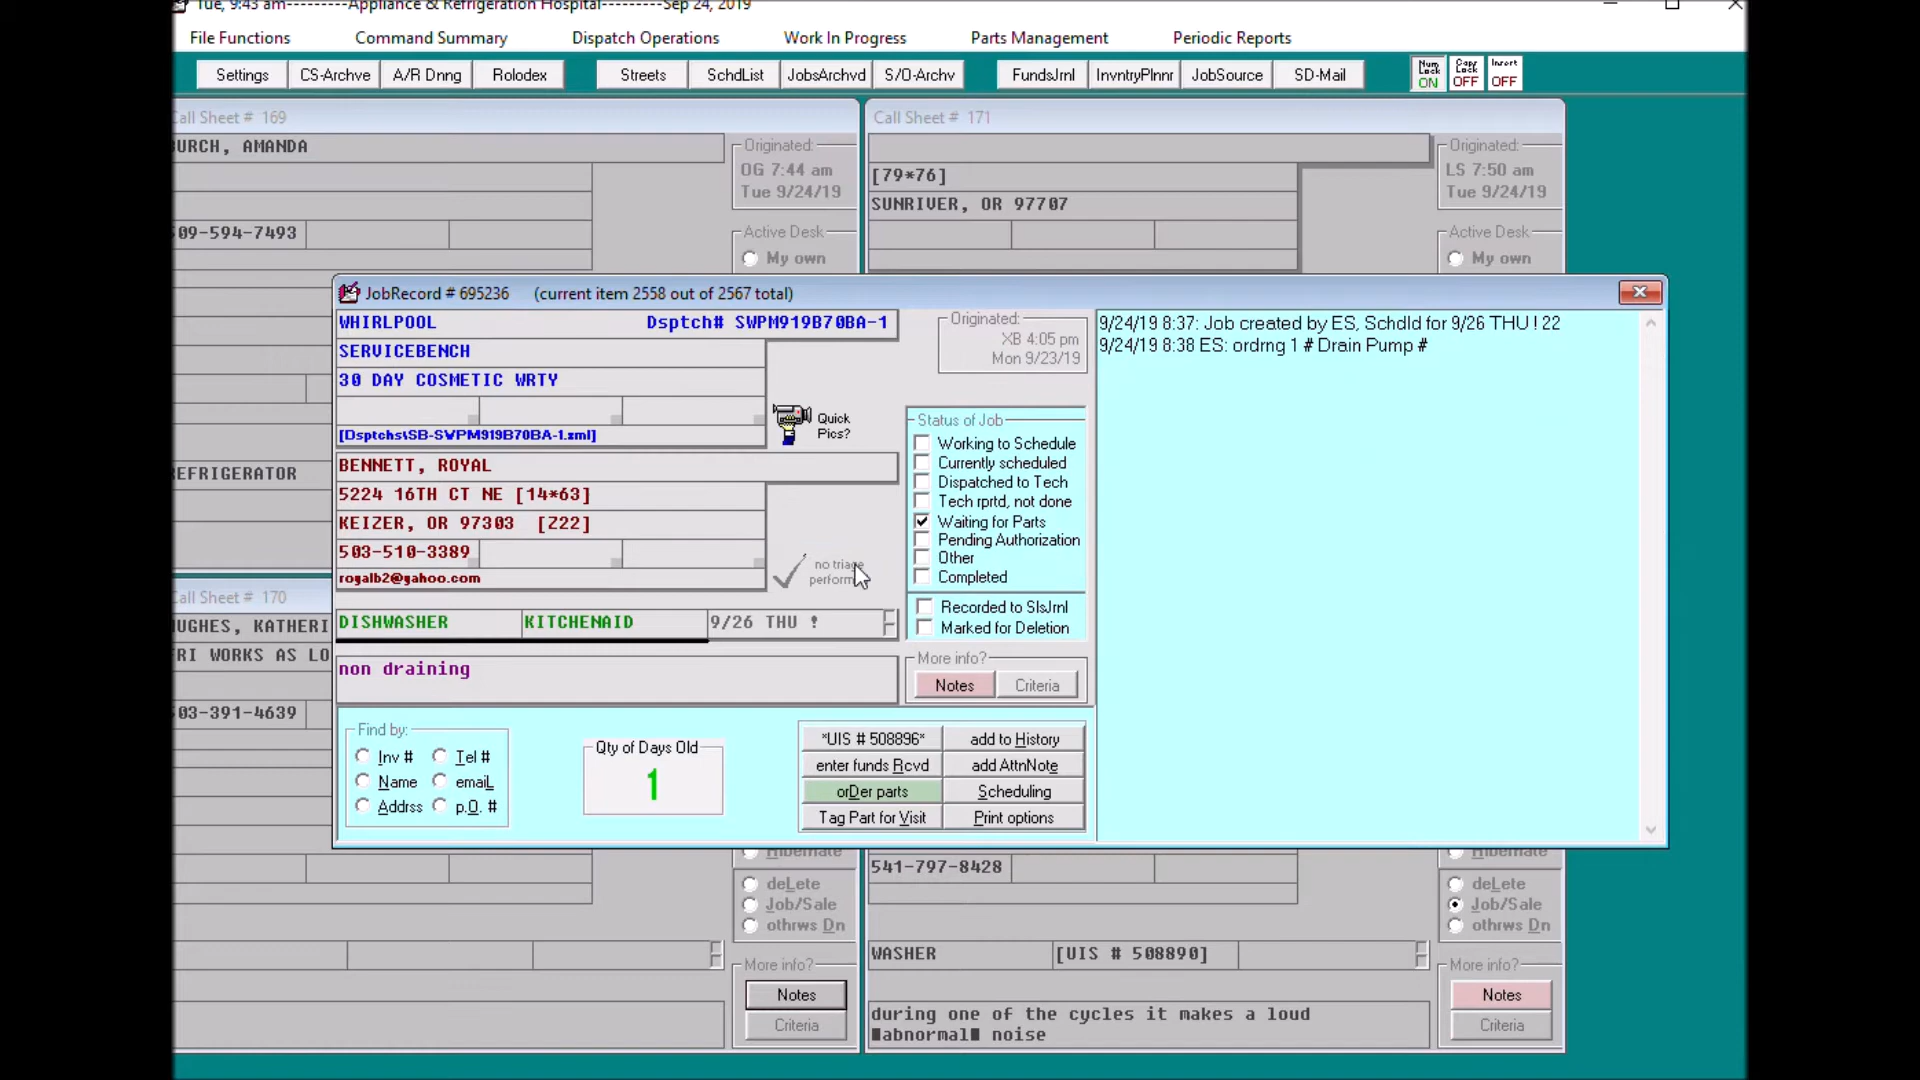 Tue, 9:43 am---------Appliance & Refrigeration Hospital---------Sep 24, 2019
File Functions Command Summary Dispatch Operations Work In Progress Parts Management Periodic Reports
Settings CS-Archve A/R Dnng Rolodex Streets SchdList JobsArchvd S/O-Archv FundsJrnl InvntryPlnnr JobSource SD-Mail
Num Lock ON
Caps Lock OFF
Insert OFF
Call Sheet # 169
URCH, AMANDA
Originated:
OG 7:44 am
Tue 9/24/19
09-594-7493
Active Desk
My own
EFRIGERATOR
Call Sheet # 171
[79*76]
SUNRIVER, OR 97707
Originated:
LS 7:50 am
Tue 9/24/19
Active Desk
My own
JobRecord # 695236 (current item 2558 out of 2567 total)
WHIRLPOOL Dsptch# SWPM919B70BA-1
SERVICEBENCH
30 DAY COSMETIC WRTY
[Dsptchs\SB-SWPM919B70BA-1.xml]
Quick
Pics?
Originated:
XB 4:05 pm
Mon 9/23/19
BENNETT, ROYAL
5224 16TH CT NE [14*63]
KEIZER, OR 97303 [Z22]
503-510-3389
royalb2@yahoo.com
no triage
perform
DISHWASHER KITCHENAID 9/26 THU !
non draining
Status of Job
Working to Schedule
Currently scheduled
Dispatched to Tech
Tech rprtd, not done
Waiting for Parts
Pending Authorization
Other
Completed
Recorded to SlsJrnl
Marked for Deletion
More info?
Notes Criteria
Find by:
Inv # Tel #
Name emaiL
Addrss p.O. #
Qty of Days Old
1
*UIS # 508896* add to History
enter funds Rcvd add AttnNote
orDer parts Scheduling
Tag Part for Visit Print options
9/24/19 8:37: Job created by ES, Schdld for 9/26 THU ! 22
9/24/19 8:38 ES: ordrng 1 # Drain Pump #
Call Sheet # 170
UGHES, KATHERI
RI WORKS AS LO
03-391-4639
Hibernate
deLete
Job/Sale
othrws Dn
More info?
Notes
Criteria
541-797-8428
WASHER [UIS # 508890]
during one of the cycles it makes a loud
■abnormal■ noise
Hibernate
deLete
Job/Sale
othrws Dn
More info?
Notes
Criteria